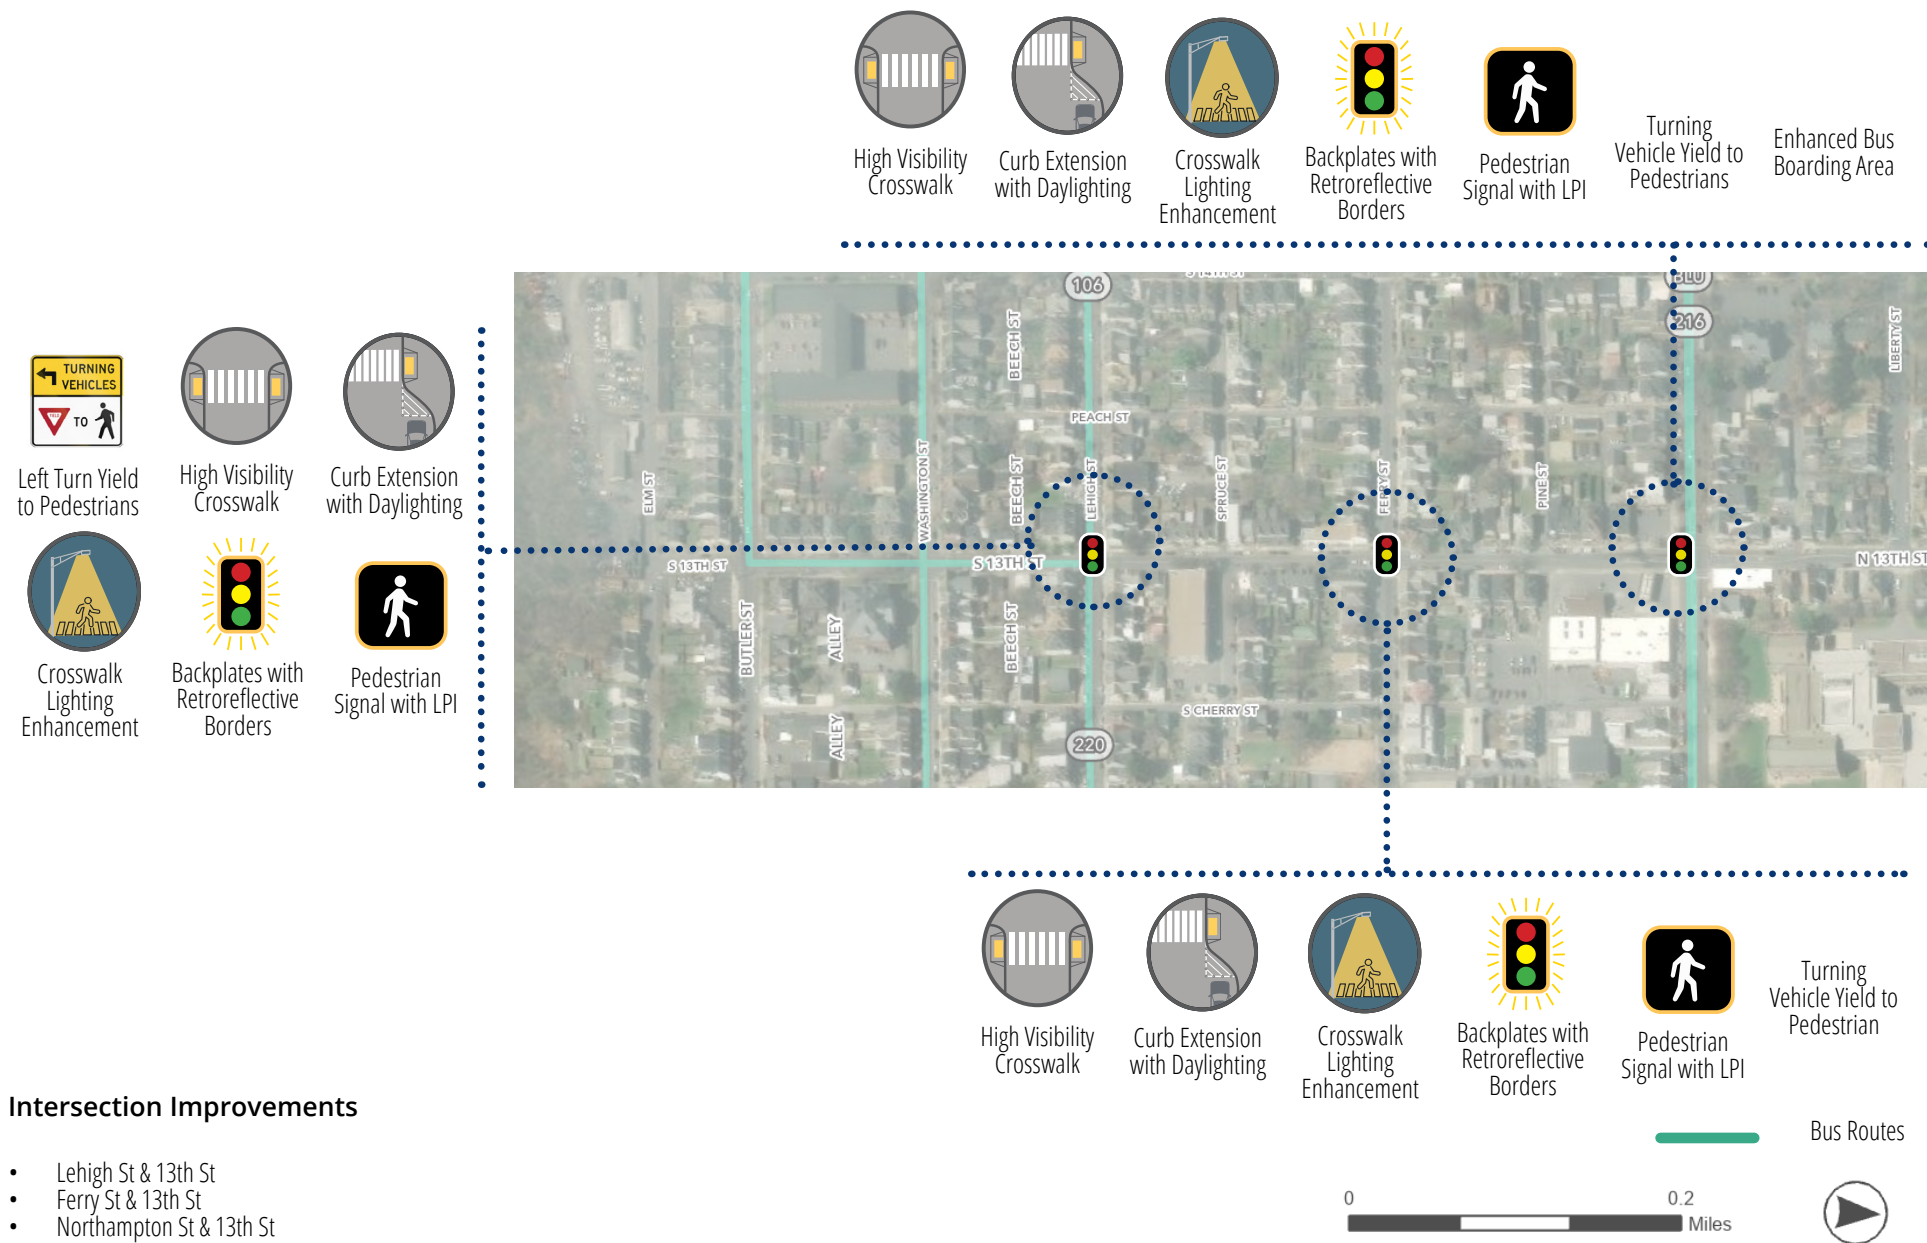 High Visibility
Crosswalk
Curb Extension
with Daylighting
Crosswalk
Lighting
Enhancement
Backplates with
Retroreflective
Borders
Pedestrian
Signal with LPI
Turning
Vehicle Yield to
Pedestrians
Enhanced Bus
Boarding Area
TURNING
VEHICLES
TO
Left Turn Yield
to Pedestrians
High Visibility
Crosswalk
Curb Extension
with Daylighting
Crosswalk
Lighting
Enhancement
Backplates with
Retroreflective
Borders
Pedestrian
Signal with LPI
S 14TH ST
106
BLU
216
BEECH ST
LIBERTY ST
PEACH ST
ELM ST
WASHINGTON ST
BEECH ST
LEHIGH ST
SPRUCE ST
FERRY ST
PINE ST
S 13TH ST
S 13TH ST
N 13TH ST
BUTLER ST
ALLEY
BEECH ST
S CHERRY ST
ALLEY
220
High Visibility
Crosswalk
Curb Extension
with Daylighting
Crosswalk
Lighting
Enhancement
Backplates with
Retroreflective
Borders
Pedestrian
Signal with LPI
Turning
Vehicle Yield to
Pedestrian
Intersection Improvements
• Lehigh St & 13th St
• Ferry St & 13th St
• Northampton St & 13th St
Bus Routes
0 0.2
Miles